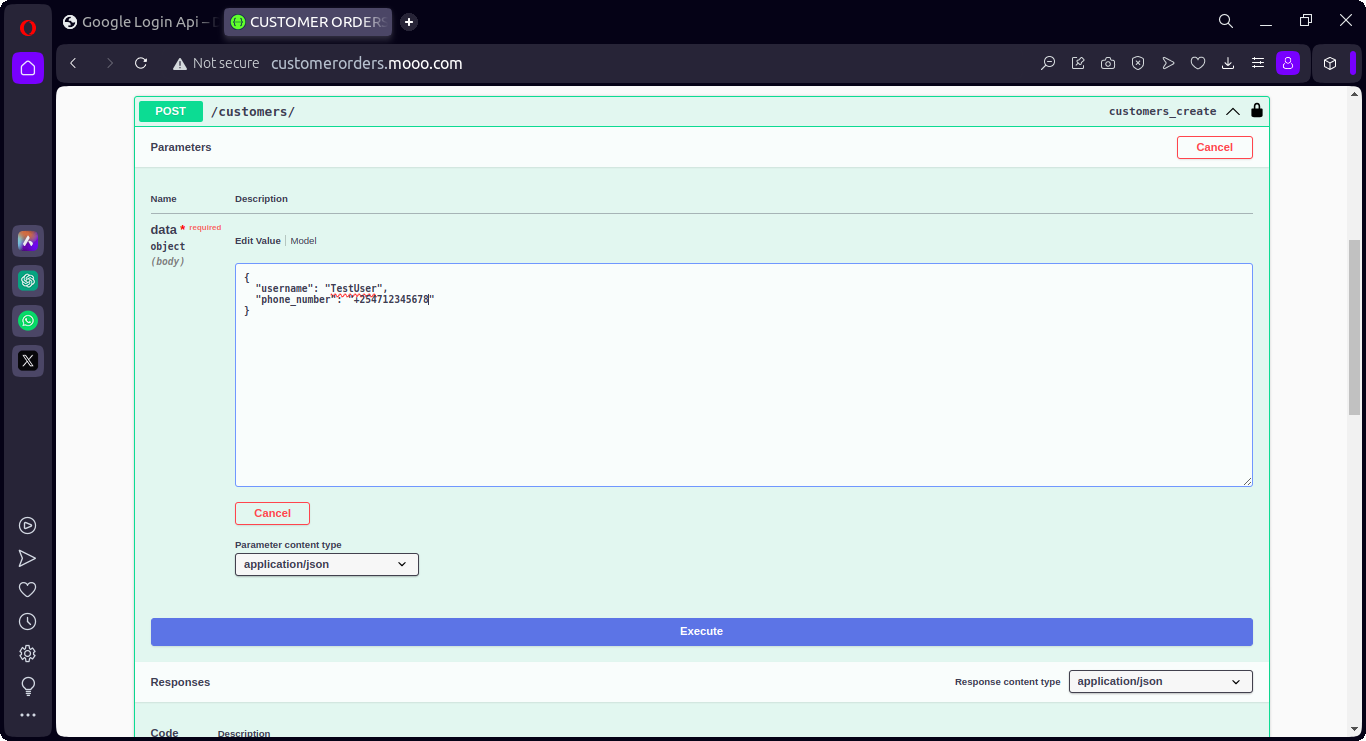 Google Login Api –
CUSTOMER ORDERS
Not secure customerorders.mooo.com
POST /customers/ customers_create
Parameters Cancel
Name Description
data * required
object
(body)
Edit Value Model
{
"username": "TestUser",
"phone_number": "+254712345678"
}
Cancel
Parameter content type
application/json
Execute
Responses Response content type application/json
Code Description